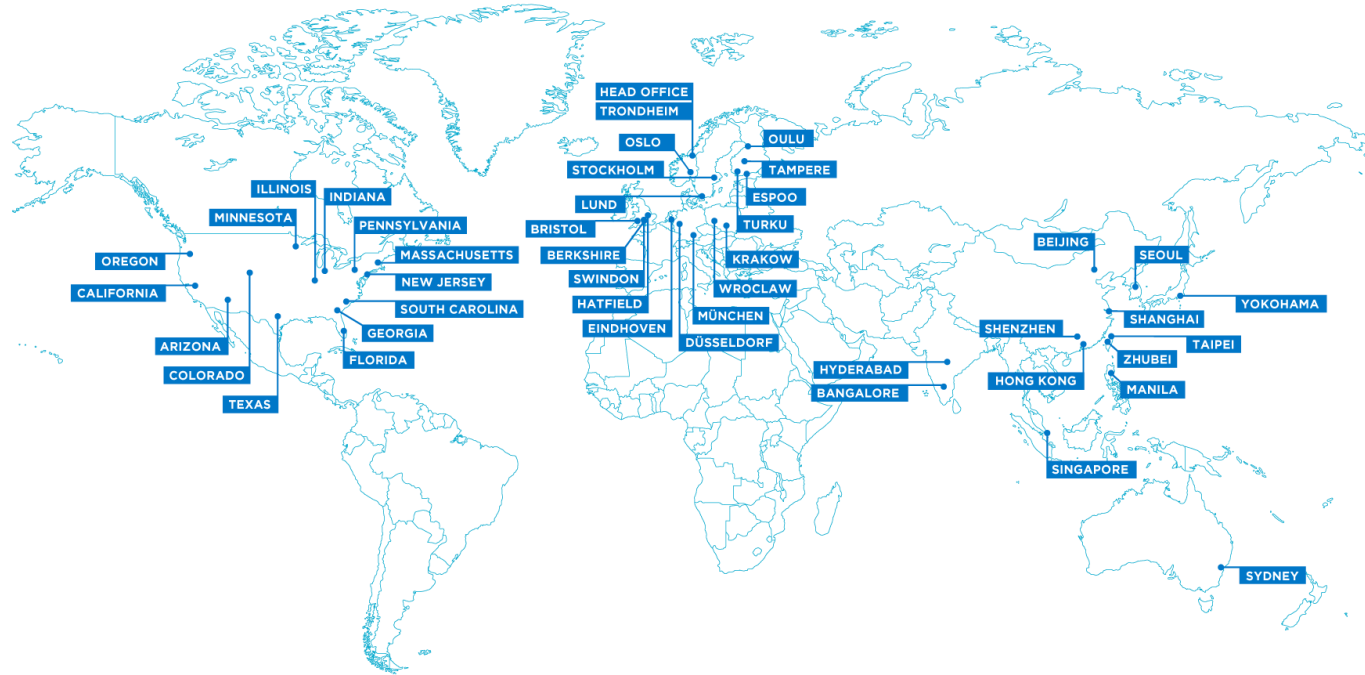 HEAD OFFICE
TRONDHEIM
OSLO
OULU
STOCKHOLM
TAMPERE
ILLINOIS
INDIANA
ESPOO
LUND
MINNESOTA
PENNSYLVANIA
BRISTOL
TURKU
BEIJING
MASSACHUSETTS
BERKSHIRE
KRAKOW
SEOUL
OREGON
NEW JERSEY
SWINDON
WROCLAW
CALIFORNIA
SOUTH CAROLINA
HATFIELD
YOKOHAMA
MÜNCHEN
SHANGHAI
GEORGIA
EINDHOVEN
SHENZHEN
ARIZONA
DÜSSELDORF
TAIPEI
FLORIDA
ZHUBEI
COLORADO
HYDERABAD
HONG KONG
BANGALORE
MANILA
TEXAS
SINGAPORE
SYDNEY